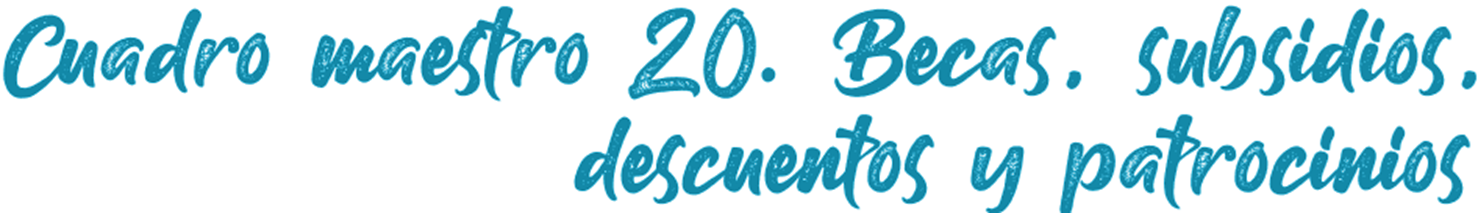 Cuadro maestro 20. Becas, subsidios,
descuentos y patrocinios